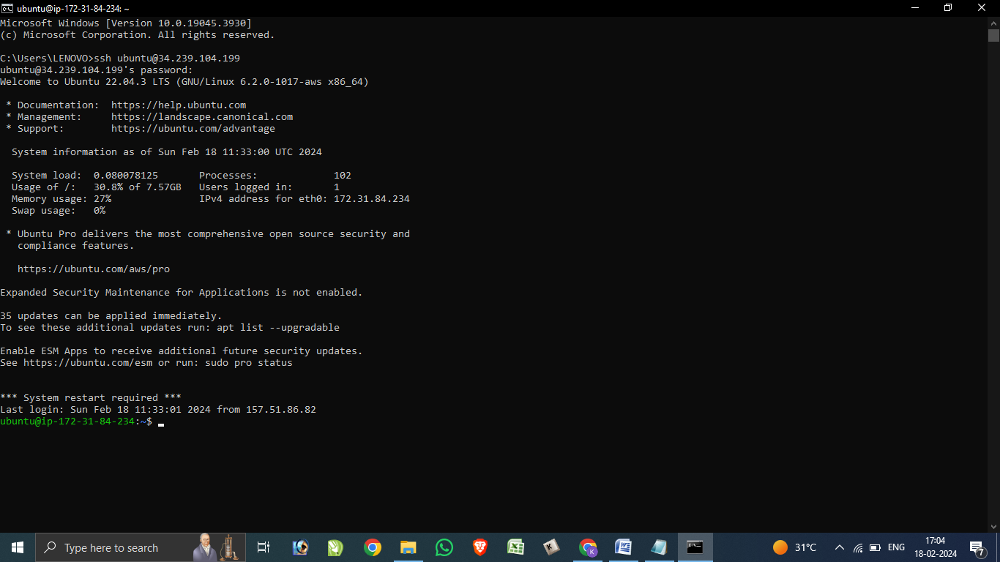 ubuntu@ip-172-31-84-234: ~
Microsoft Windows [Version 10.0.19045.3930]
(c) Microsoft Corporation. All rights reserved.
C:\Users\LENOVO>ssh ubuntu@34.239.104.199
ubuntu@34.239.104.199's password:
Welcome to Ubuntu 22.04.3 LTS (GNU/Linux 6.2.0-1017-aws x86_64)
* Documentation:  https://help.ubuntu.com
* Management:     https://landscape.canonical.com
* Support:        https://ubuntu.com/advantage
System information as of Sun Feb 18 11:33:00 UTC 2024
System load:  0.080078125       Processes:             102
Usage of /:   30.8% of 7.57GB   Users logged in:       1
Memory usage: 27%               IPv4 address for eth0: 172.31.84.234
Swap usage:   0%
* Ubuntu Pro delivers the most comprehensive open source security and
compliance features.
https://ubuntu.com/aws/pro
Expanded Security Maintenance for Applications is not enabled.
35 updates can be applied immediately.
To see these additional updates run: apt list --upgradable
Enable ESM Apps to receive additional future security updates.
See https://ubuntu.com/esm or run: sudo pro status
*** System restart required ***
Last login: Sun Feb 18 11:33:01 2024 from 157.51.86.82
ubuntu@ip-172-31-84-234:~$
Type here to search
31°C
ENG
17:04
18-02-2024
7